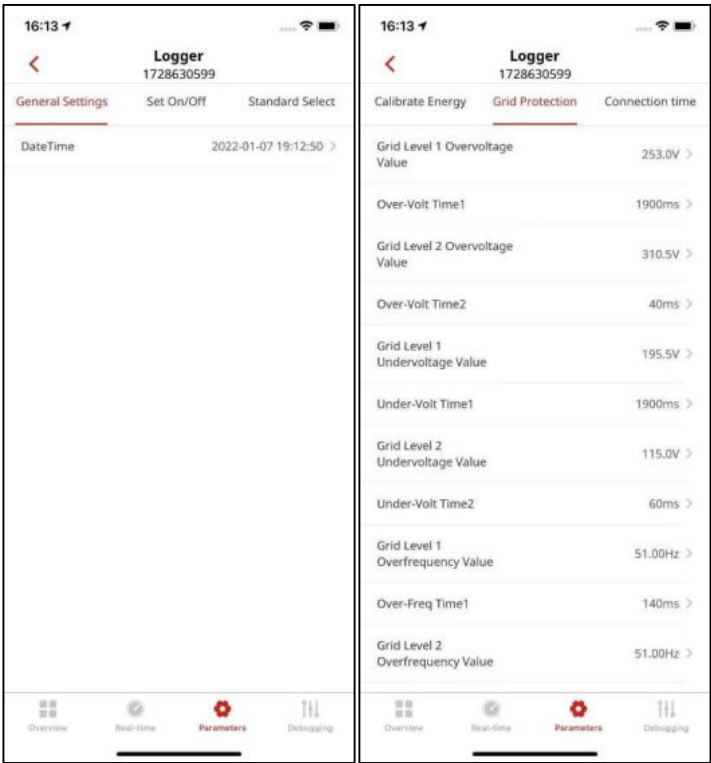 16:13
Logger
1728630599
General Settings Set On/Off Standard Select
DateTime 2022-01-07 19:12:50
Overview Real-time Parameters Debugging
16:13
Logger
1728630599
Calibrate Energy Grid Protection Connection time
Grid Level 1 Overvoltage
Value 253.0V
Over-Volt Time1 1900ms
Grid Level 2 Overvoltage
Value 310.5V
Over-Volt Time2 40ms
Grid Level 1
Undervoltage Value 195.5V
Under-Volt Time1 1900ms
Grid Level 2
Undervoltage Value 115.0V
Under-Volt Time2 60ms
Grid Level 1
Overfrequency Value 51.00Hz
Over-Freq Time1 140ms
Grid Level 2
Overfrequency Value 51.00Hz
Overview Real-time Parameters Debugging